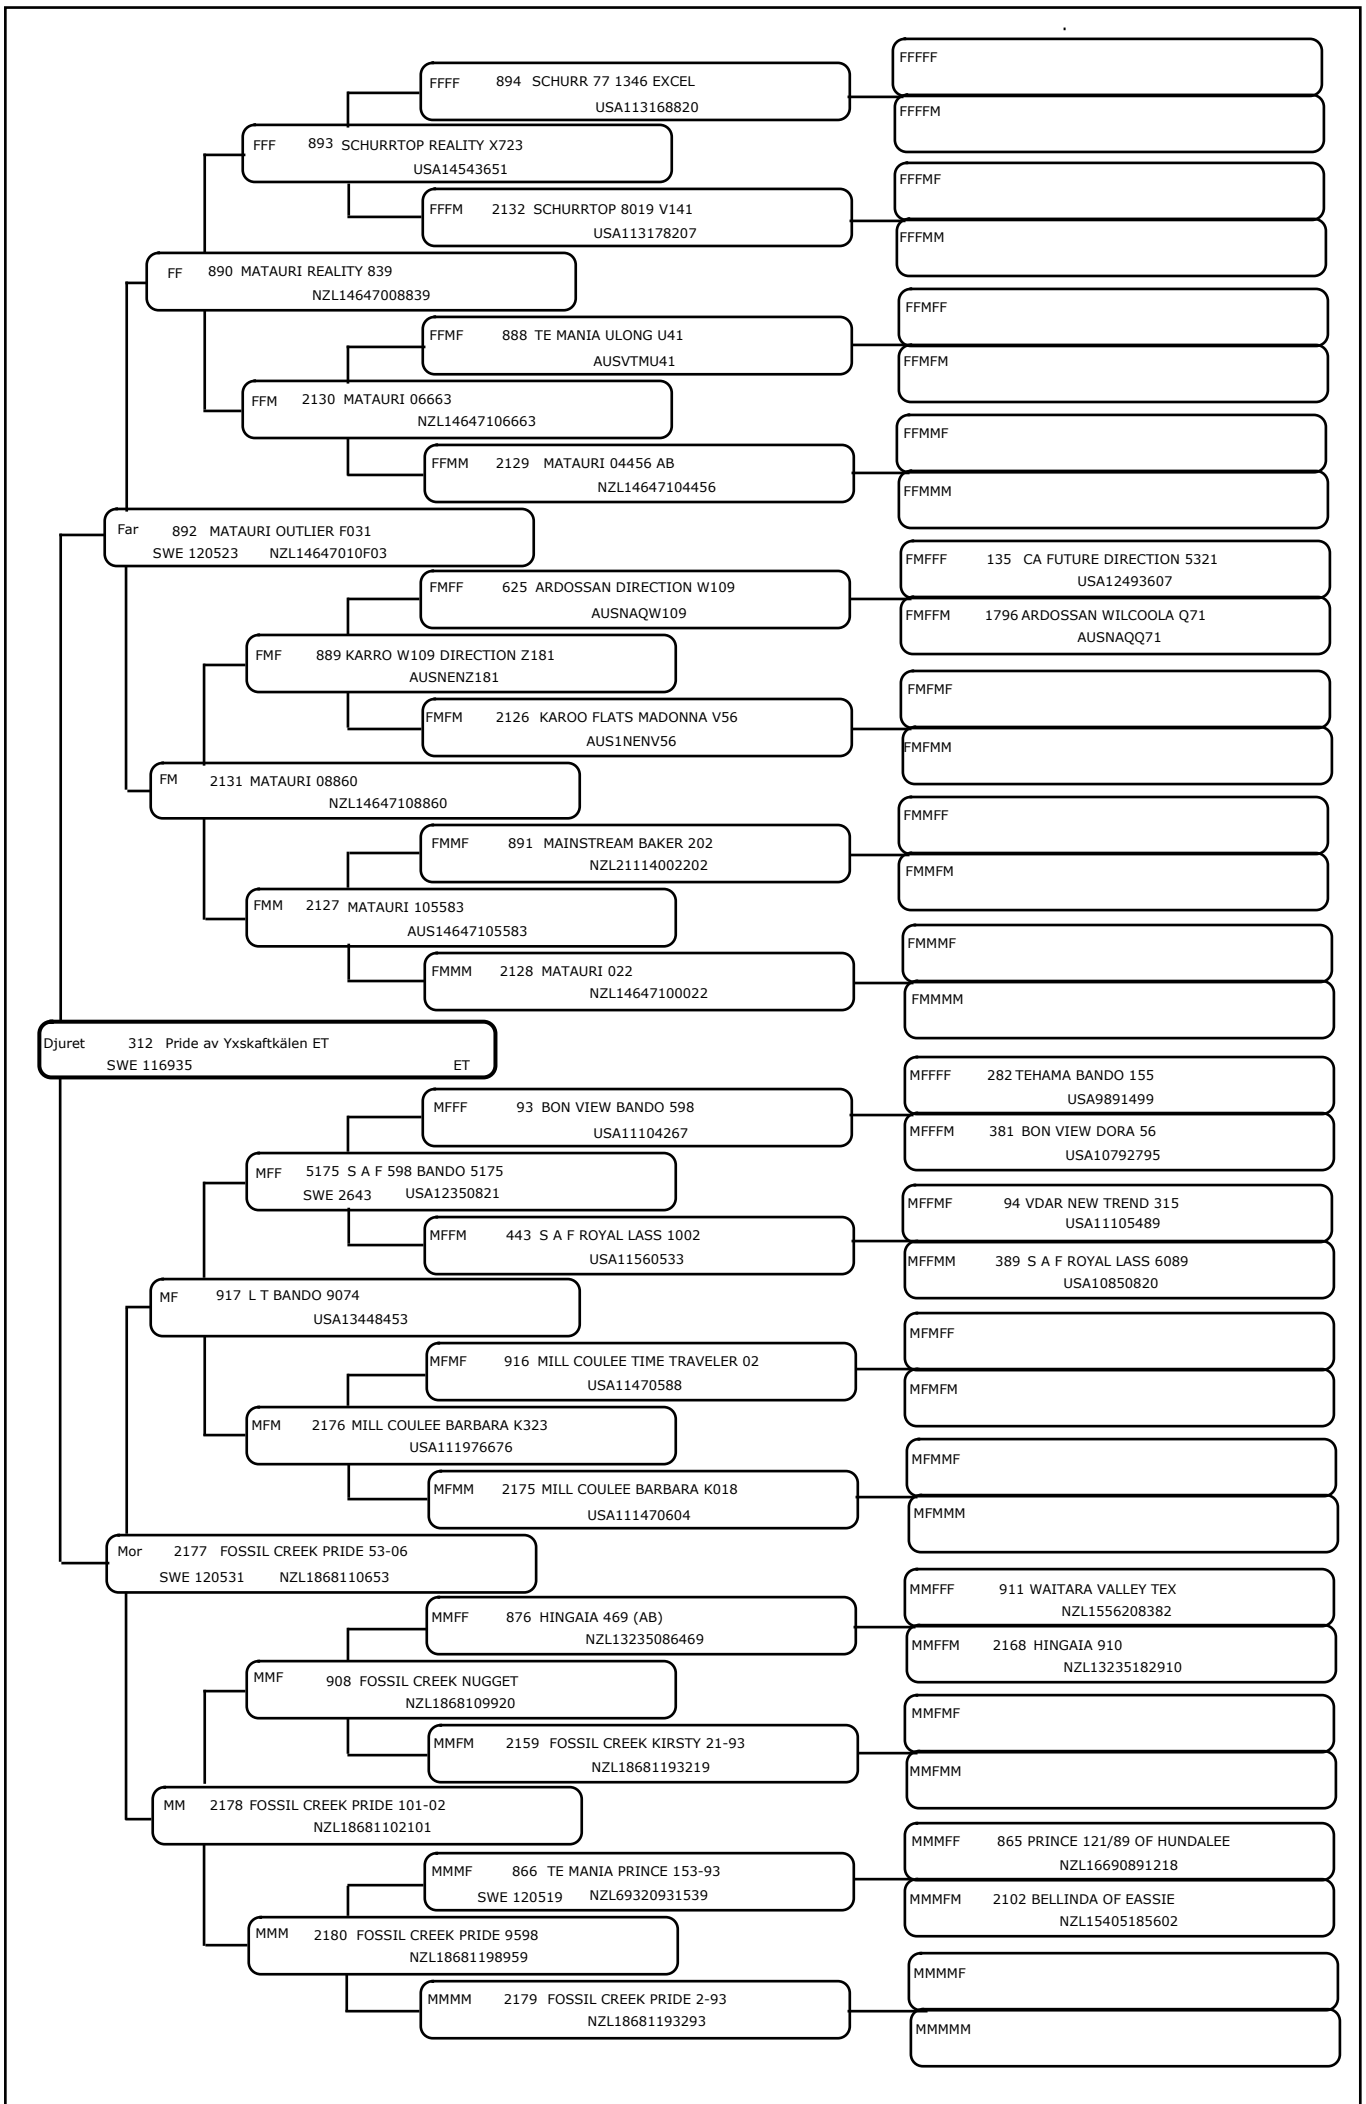 FFFFF
FFFF 894 SCHURR 77 1346 EXCEL
USA113168820
FFFFM
FFF 893 SCHURRTOP REALITY X723
USA14543651
FFFMF
FFFM 2132 SCHURRTOP 8019 V141
USA113178207
FFFMM
FF 890 MATAURI REALITY 839
NZL14647008839
FFMFF
FFMF 888 TE MANIA ULONG U41
AUSVTMU41
FFMFM
FFM 2130 MATAURI 06663
NZL14647106663
FFMMF
FFMM 2129 MATAURI 04456 AB
NZL14647104456
FFMMM
Far 892 MATAURI OUTLIER F031
SWE 120523 NZL14647010F03
FMFFF 135 CA FUTURE DIRECTION 5321
USA12493607
FMFF 625 ARDOSSAN DIRECTION W109
AUSNAQW109
FMFFM 1796 ARDOSSAN WILCOOLA Q71
AUSNAQQ71
FMF 889 KARRO W109 DIRECTION Z181
AUSNENZ181
FMFMF
FMFM 2126 KAROO FLATS MADONNA V56
AUS1NENV56
FMFMM
FM 2131 MATAURI 08860
NZL14647108860
FMMFF
FMMF 891 MAINSTREAM BAKER 202
NZL21114002202
FMMFM
FMM 2127 MATAURI 105583
AUS14647105583
FMMMF
FMMM 2128 MATAURI 022
NZL14647100022
FMMMM
Djuret 312 Pride av Yxskaftkälen ET
SWE 116935 ET
MFFFF 282 TEHAMA BANDO 155
USA9891499
MFFF 93 BON VIEW BANDO 598
USA11104267
MFFFM 381 BON VIEW DORA 56
USA10792795
MFF 5175 S A F 598 BANDO 5175
SWE 2643 USA12350821
MFFMF 94 VDAR NEW TREND 315
USA11105489
MFFM 443 S A F ROYAL LASS 1002
USA11560533
MFFMM 389 S A F ROYAL LASS 6089
USA10850820
MF 917 L T BANDO 9074
USA13448453
MFMFF
MFMF 916 MILL COULEE TIME TRAVELER 02
USA11470588
MFMFM
MFM 2176 MILL COULEE BARBARA K323
USA111976676
MFMMF
MFMM 2175 MILL COULEE BARBARA K018
USA111470604
MFMMM
Mor 2177 FOSSIL CREEK PRIDE 53-06
SWE 120531 NZL1868110653
MMFFF 911 WAITARA VALLEY TEX
NZL1556208382
MMFF 876 HINGAIA 469 (AB)
NZL13235086469
MMFFM 2168 HINGAIA 910
NZL13235182910
MMF 908 FOSSIL CREEK NUGGET
NZL1868109920
MMFMF
MMFM 2159 FOSSIL CREEK KIRSTY 21-93
NZL18681193219
MMFMM
MM 2178 FOSSIL CREEK PRIDE 101-02
NZL18681102101
MMMFF 865 PRINCE 121/89 OF HUNDALEE
NZL16690891218
MMMF 866 TE MANIA PRINCE 153-93
SWE 120519 NZL69320931539
MMMFM 2102 BELLINDA OF EASSIE
NZL15405185602
MMM 2180 FOSSIL CREEK PRIDE 9598
NZL18681198959
MMMMF
MMMM 2179 FOSSIL CREEK PRIDE 2-93
NZL18681193293
MMMMM